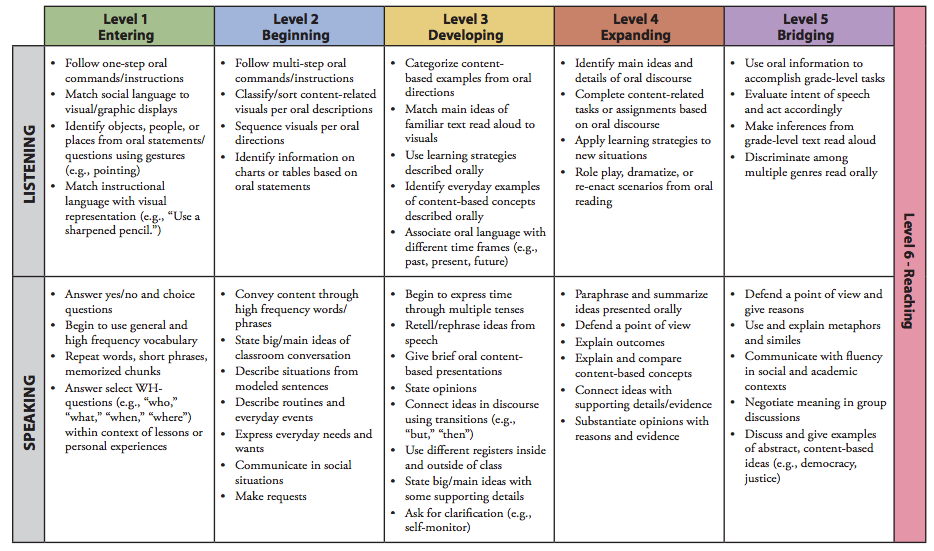 Level 1
Entering
Level 2
Beginning
Level 3
Developing
Level 4
Expanding
Level 5
Bridging
Level 6 - Reaching
LISTENING
• Follow one-step oral
commands/instructions
• Match social language to
visual/graphic displays
• Identify objects, people, or
places from oral statements/
questions using gestures
(e.g., pointing)
• Match instructional
language with visual
representation (e.g., “Use a
sharpened pencil.”)
• Follow multi-step oral
commands/instructions
• Classify/sort content-related
visuals per oral descriptions
• Sequence visuals per oral
directions
• Identify information on
charts or tables based on
oral statements
• Categorize content-
based examples from oral
directions
• Match main ideas of
familiar text read aloud to
visuals
• Use learning strategies
described orally
• Identify everyday examples
of content-based concepts
described orally
• Associate oral language with
different time frames (e.g.,
past, present, future)
• Identify main ideas and
details of oral discourse
• Complete content-related
tasks or assignments based
on oral discourse
• Apply learning strategies to
new situations
• Role play, dramatize, or
re-enact scenarios from oral
reading
• Use oral information to
accomplish grade-level tasks
• Evaluate intent of speech
and act accordingly
• Make inferences from
grade-level text read aloud
• Discriminate among
multiple genres read orally
SPEAKING
• Answer yes/no and choice
questions
• Begin to use general and
high frequency vocabulary
• Repeat words, short phrases,
memorized chunks
• Answer select WH-
questions (e.g., “who,”
“what,” “when,” “where”)
within context of lessons or
personal experiences
• Convey content through
high frequency words/
phrases
• State big/main ideas of
classroom conversation
• Describe situations from
modeled sentences
• Describe routines and
everyday events
• Express everyday needs and
wants
• Communicate in social
situations
• Make requests
• Begin to express time
through multiple tenses
• Retell/rephrase ideas from
speech
• Give brief oral content-
based presentations
• State opinions
• Connect ideas in discourse
using transitions (e.g.,
“but,” “then”)
• Use different registers inside
and outside of class
• State big/main ideas with
some supporting details
• Ask for clarification (e.g.,
self-monitor)
• Paraphrase and summarize
ideas presented orally
• Defend a point of view
• Explain outcomes
• Explain and compare
content-based concepts
• Connect ideas with
supporting details/evidence
• Substantiate opinions with
reasons and evidence
• Defend a point of view and
give reasons
• Use and explain metaphors
and similes
• Communicate with fluency
in social and academic
contexts
• Negotiate meaning in group
discussions
• Discuss and give examples
of abstract, content-based
ideas (e.g., democracy,
justice)